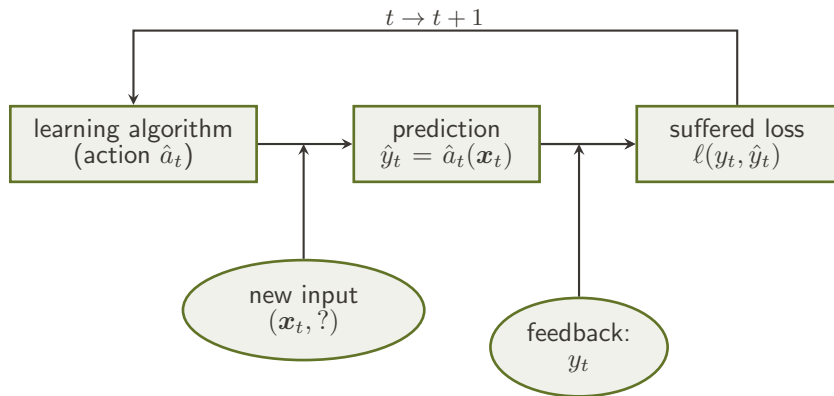 t → t + 1
learning algorithm
(action â_t)
prediction
ŷ_t = â_t(𝒙_t)
suffered loss
ℓ(y_t, ŷ_t)
new input
(𝒙_t, ?)
feedback:
y_t